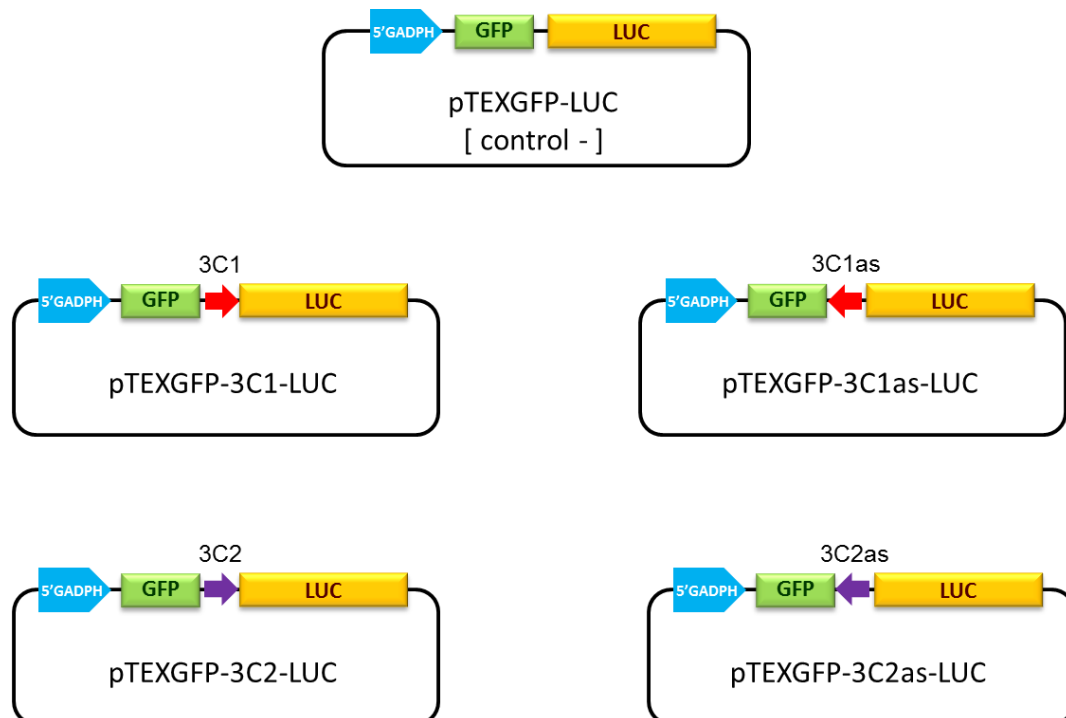 5'GADPH GFP LUC
pTEXGFP-LUC
[ control - ]
3C1
5'GADPH GFP LUC
pTEXGFP-3C1-LUC
3C1as
5'GADPH GFP LUC
pTEXGFP-3C1as-LUC
3C2
5'GADPH GFP LUC
pTEXGFP-3C2-LUC
3C2as
5'GADPH GFP LUC
pTEXGFP-3C2as-LUC